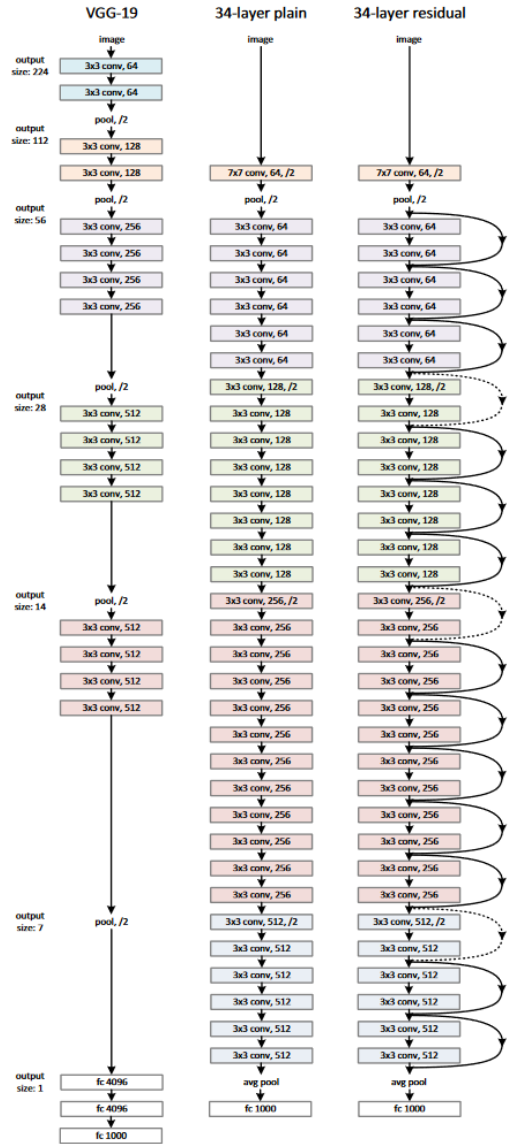 output
size: 224
output
size: 112
output
size: 56
output
size: 28
output
size: 14
output
size: 7
output
size: 1
VGG-19
image
3x3 conv, 64
3x3 conv, 64
pool, /2
3x3 conv, 128
3x3 conv, 128
pool, /2
3x3 conv, 256
3x3 conv, 256
3x3 conv, 256
3x3 conv, 256
pool, /2
3x3 conv, 512
3x3 conv, 512
3x3 conv, 512
3x3 conv, 512
pool, /2
3x3 conv, 512
3x3 conv, 512
3x3 conv, 512
3x3 conv, 512
pool, /2
fc 4096
fc 4096
fc 1000
34-layer plain
image
7x7 conv, 64, /2
pool, /2
3x3 conv, 64
3x3 conv, 64
3x3 conv, 64
3x3 conv, 64
3x3 conv, 64
3x3 conv, 64
3x3 conv, 128, /2
3x3 conv, 128
3x3 conv, 128
3x3 conv, 128
3x3 conv, 128
3x3 conv, 128
3x3 conv, 128
3x3 conv, 128
3x3 conv, 256, /2
3x3 conv, 256
3x3 conv, 256
3x3 conv, 256
3x3 conv, 256
3x3 conv, 256
3x3 conv, 256
3x3 conv, 256
3x3 conv, 256
3x3 conv, 256
3x3 conv, 256
3x3 conv, 256
3x3 conv, 512, /2
3x3 conv, 512
3x3 conv, 512
3x3 conv, 512
3x3 conv, 512
3x3 conv, 512
avg pool
fc 1000
34-layer residual
image
7x7 conv, 64, /2
pool, /2
3x3 conv, 64
3x3 conv, 64
3x3 conv, 64
3x3 conv, 64
3x3 conv, 64
3x3 conv, 64
3x3 conv, 128, /2
3x3 conv, 128
3x3 conv, 128
3x3 conv, 128
3x3 conv, 128
3x3 conv, 128
3x3 conv, 128
3x3 conv, 128
3x3 conv, 256, /2
3x3 conv, 256
3x3 conv, 256
3x3 conv, 256
3x3 conv, 256
3x3 conv, 256
3x3 conv, 256
3x3 conv, 256
3x3 conv, 256
3x3 conv, 256
3x3 conv, 256
3x3 conv, 256
3x3 conv, 512, /2
3x3 conv, 512
3x3 conv, 512
3x3 conv, 512
3x3 conv, 512
3x3 conv, 512
avg pool
fc 1000